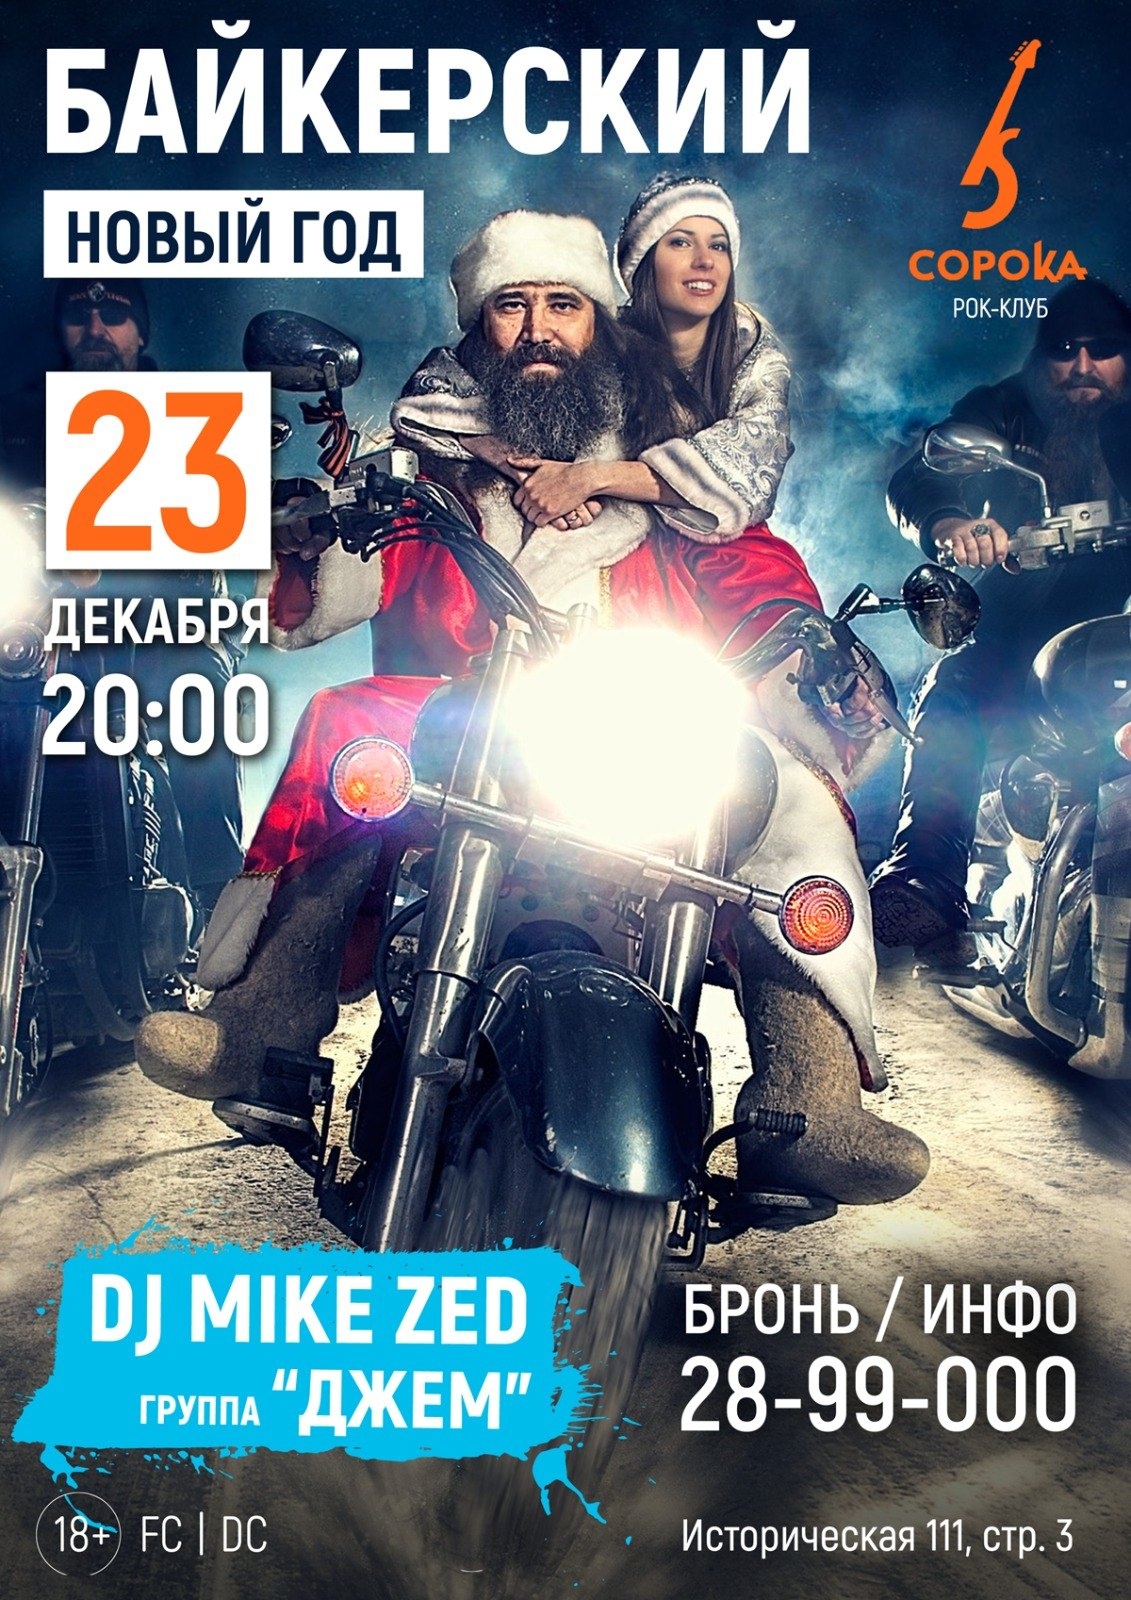 БАЙКЕРСКИЙ
НОВЫЙ ГОД
СОРОКА
РОК-КЛУБ
23
ДЕКАБРЯ
20:00
DJ MIKE ZED
ГРУППА “ДЖЕМ”
БРОНЬ / ИНФО
28-99-000
18+ FC | DC
Историческая 111, стр. 3